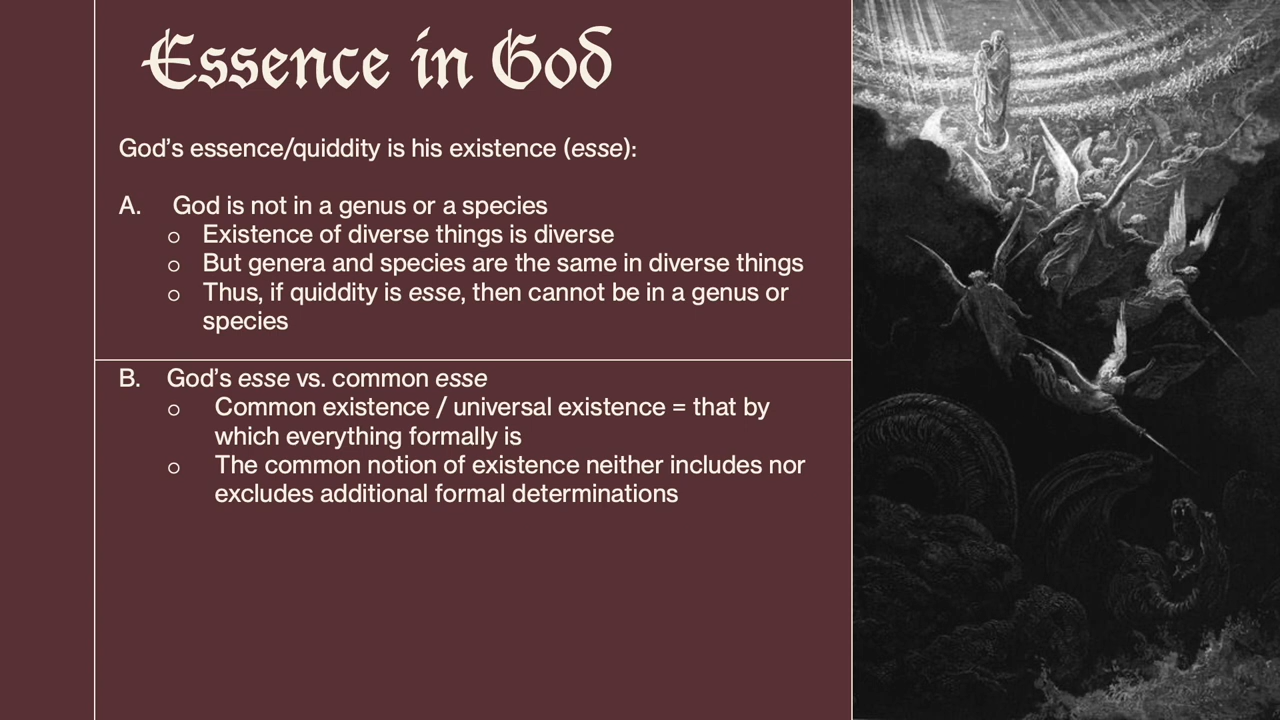 Essence in God
God’s essence/quiddity is his existence (esse):
A. God is not in a genus or a species
○ Existence of diverse things is diverse
○ But genera and species are the same in diverse things
○ Thus, if quiddity is esse, then cannot be in a genus or
species
B. God’s esse vs. common esse
○ Common existence / universal existence = that by
which everything formally is
○ The common notion of existence neither includes nor
excludes additional formal determinations